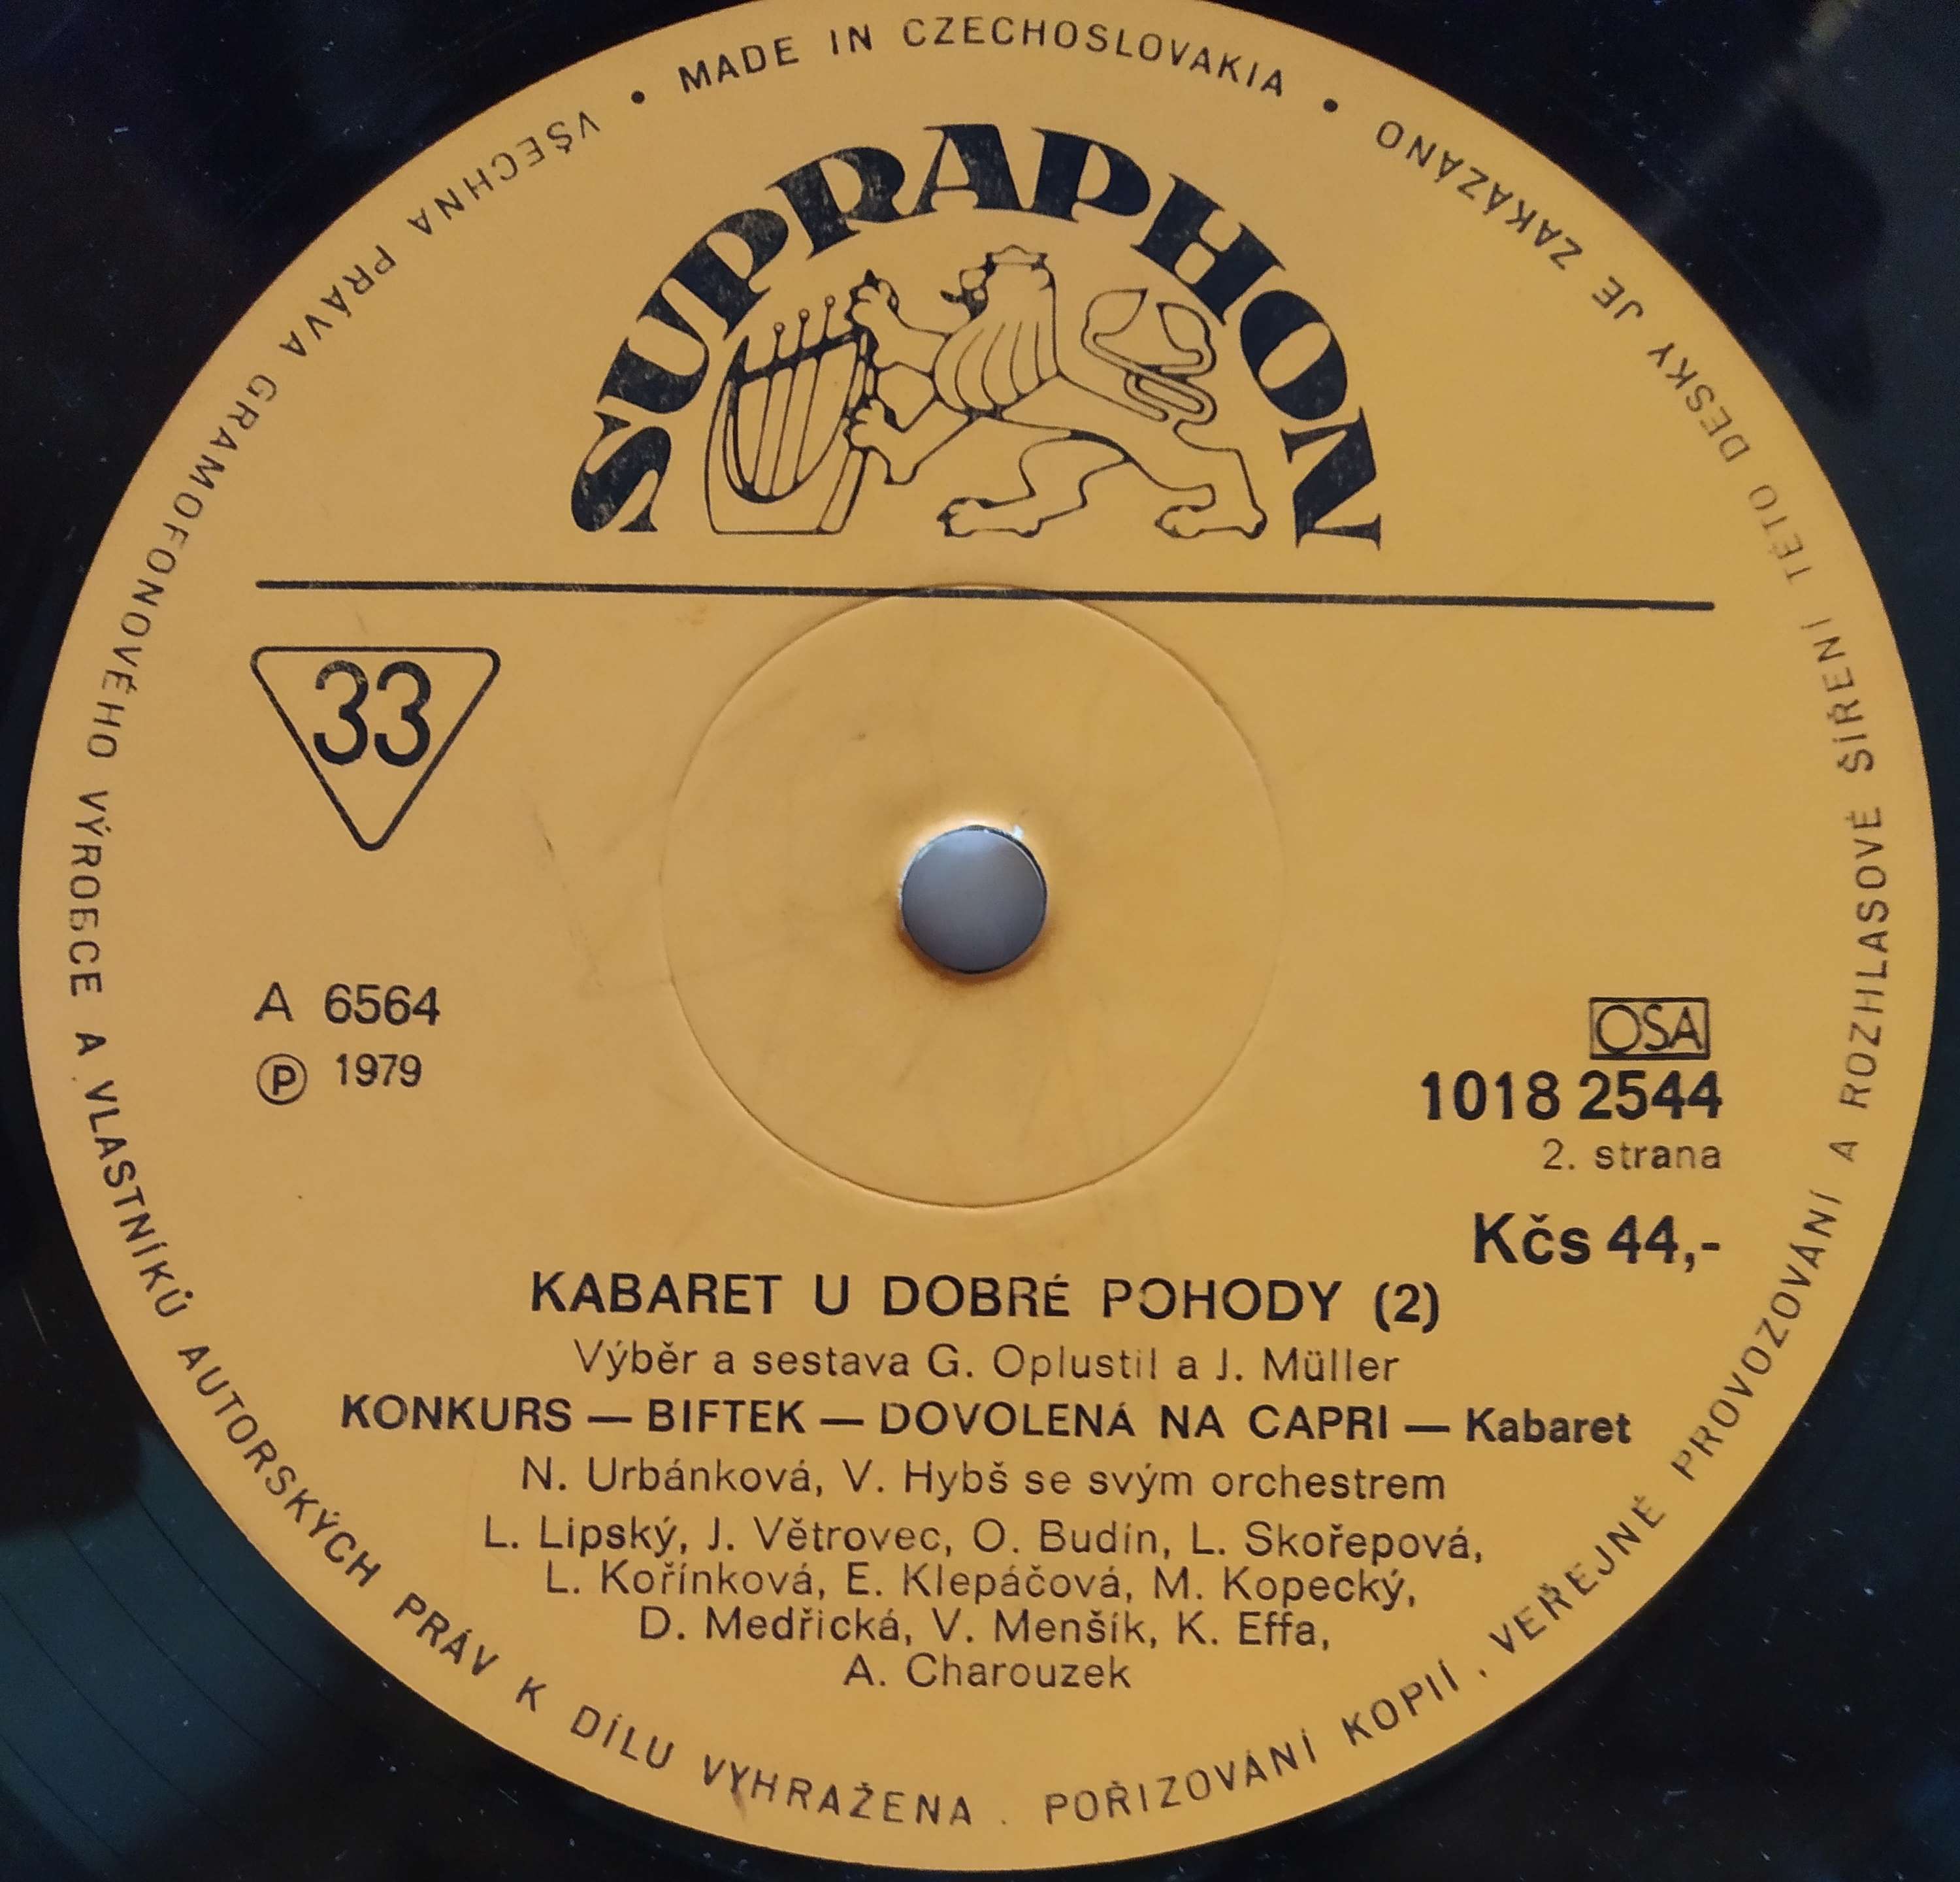 • MADE IN CZECHOSLOVAKIA •
VŠECHNA PRÁVA GRAMOFONOVÉHO VÝROBCE A VLASTNÍKŮ AUTORSKÝCH PRÁV K DÍLU VYHRAŽENA . POŘIZOVÁNÍ KOPIÍ , VEŘEJNÉ PROVOZOVÁNÍ A ROZHLASOVÉ ŠÍŘENÍ TÉTO DESKY JE ZAKÁZÁNO
SUPRAPHON
33
A 6564
Ⓟ 1979
OSA
1018 2544
2. strana
Kčs 44,-
KABARET U DOBRÉ POHODY (2)
Výběr a sestava G. Oplustil a J. Müller
KONKURS — BIFTEK — DOVOLENÁ NA CAPRI — Kabaret
N. Urbánková, V. Hybš se svým orchestrem
L. Lipský, J. Větrovec, O. Budín, L. Skořepová,
L. Kořínková, E. Klepáčová, M. Kopecký,
D. Medřická, V. Menšík, K. Effa,
A. Charouzek